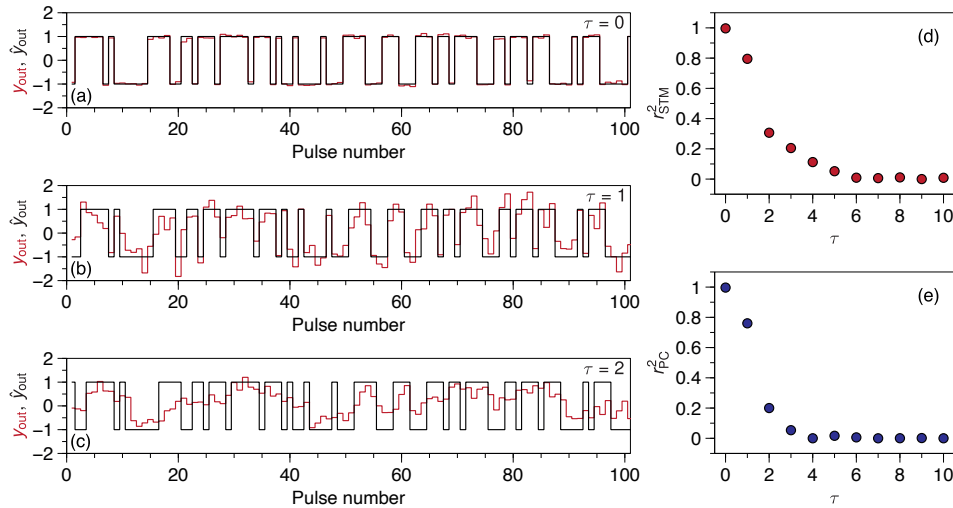 2
1
0
−1
−2
y_out, ŷ_out
τ = 0
(a)
0 20 40 60 80 100
Pulse number
2
1
0
−1
−2
y_out, ŷ_out
τ = 1
(b)
0 20 40 60 80 100
Pulse number
2
1
0
−1
−2
y_out, ŷ_out
τ = 2
(c)
0 20 40 60 80 100
Pulse number
(d)
1
0.8
0.6
0.4
0.2
0
r²_STM
0 2 4 6 8 10
τ
(e)
1
0.8
0.6
0.4
0.2
0
r²_PC
0 2 4 6 8 10
τ